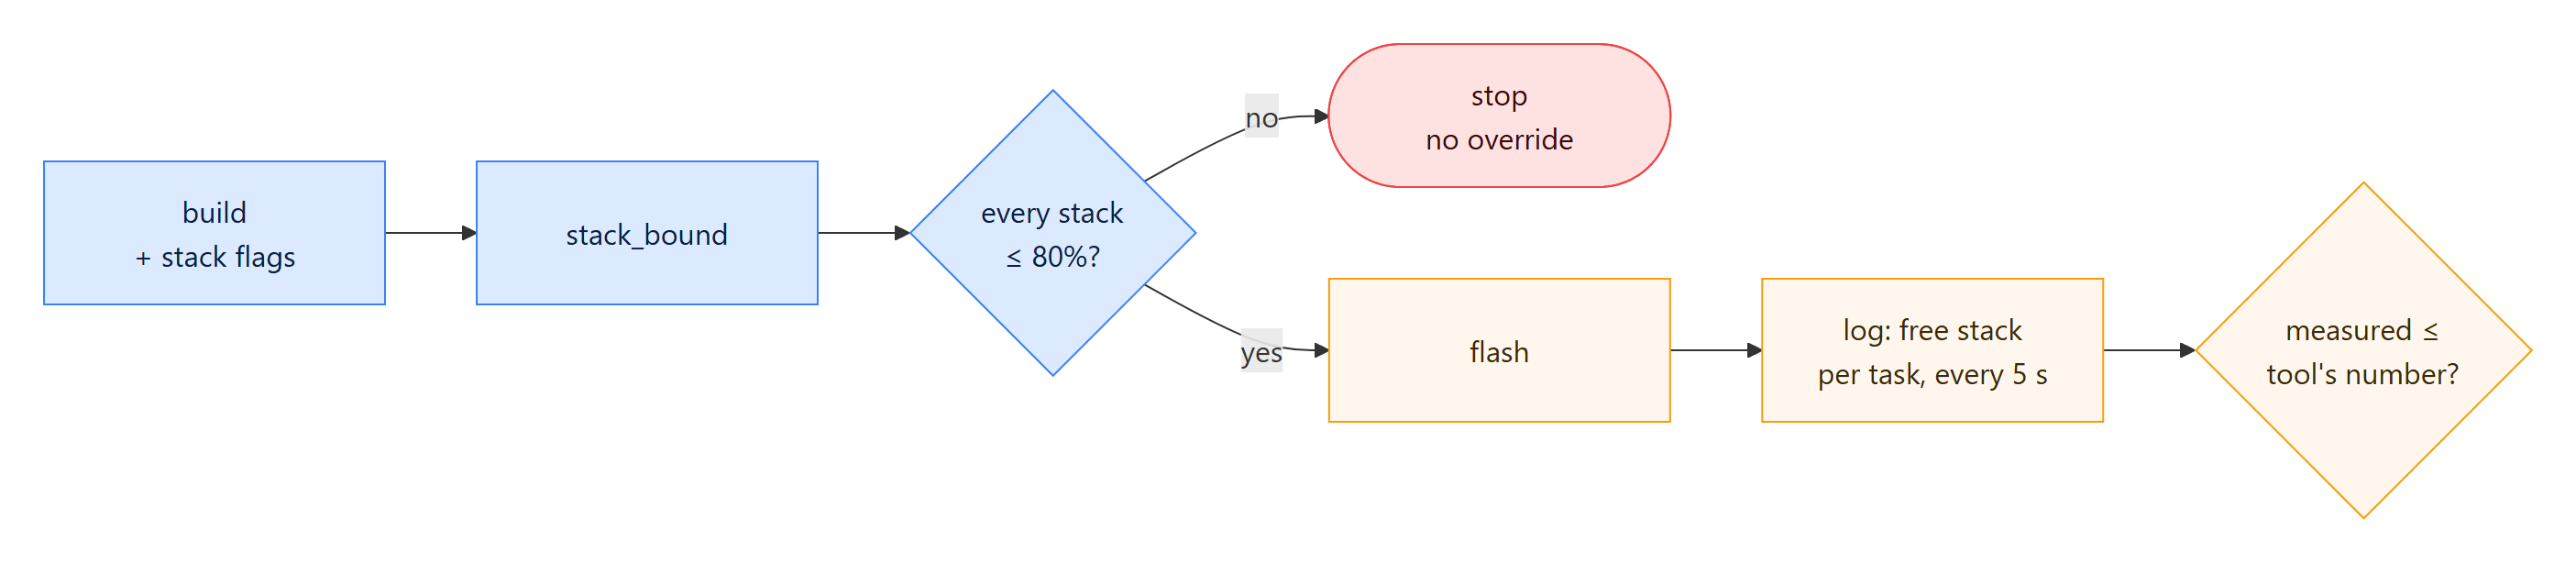 build
+ stack flags
stack_bound
every stack
≤ 80%?
no
stop
no override
yes
flash
log: free stack
per task, every 5 s
measured ≤
tool's number?